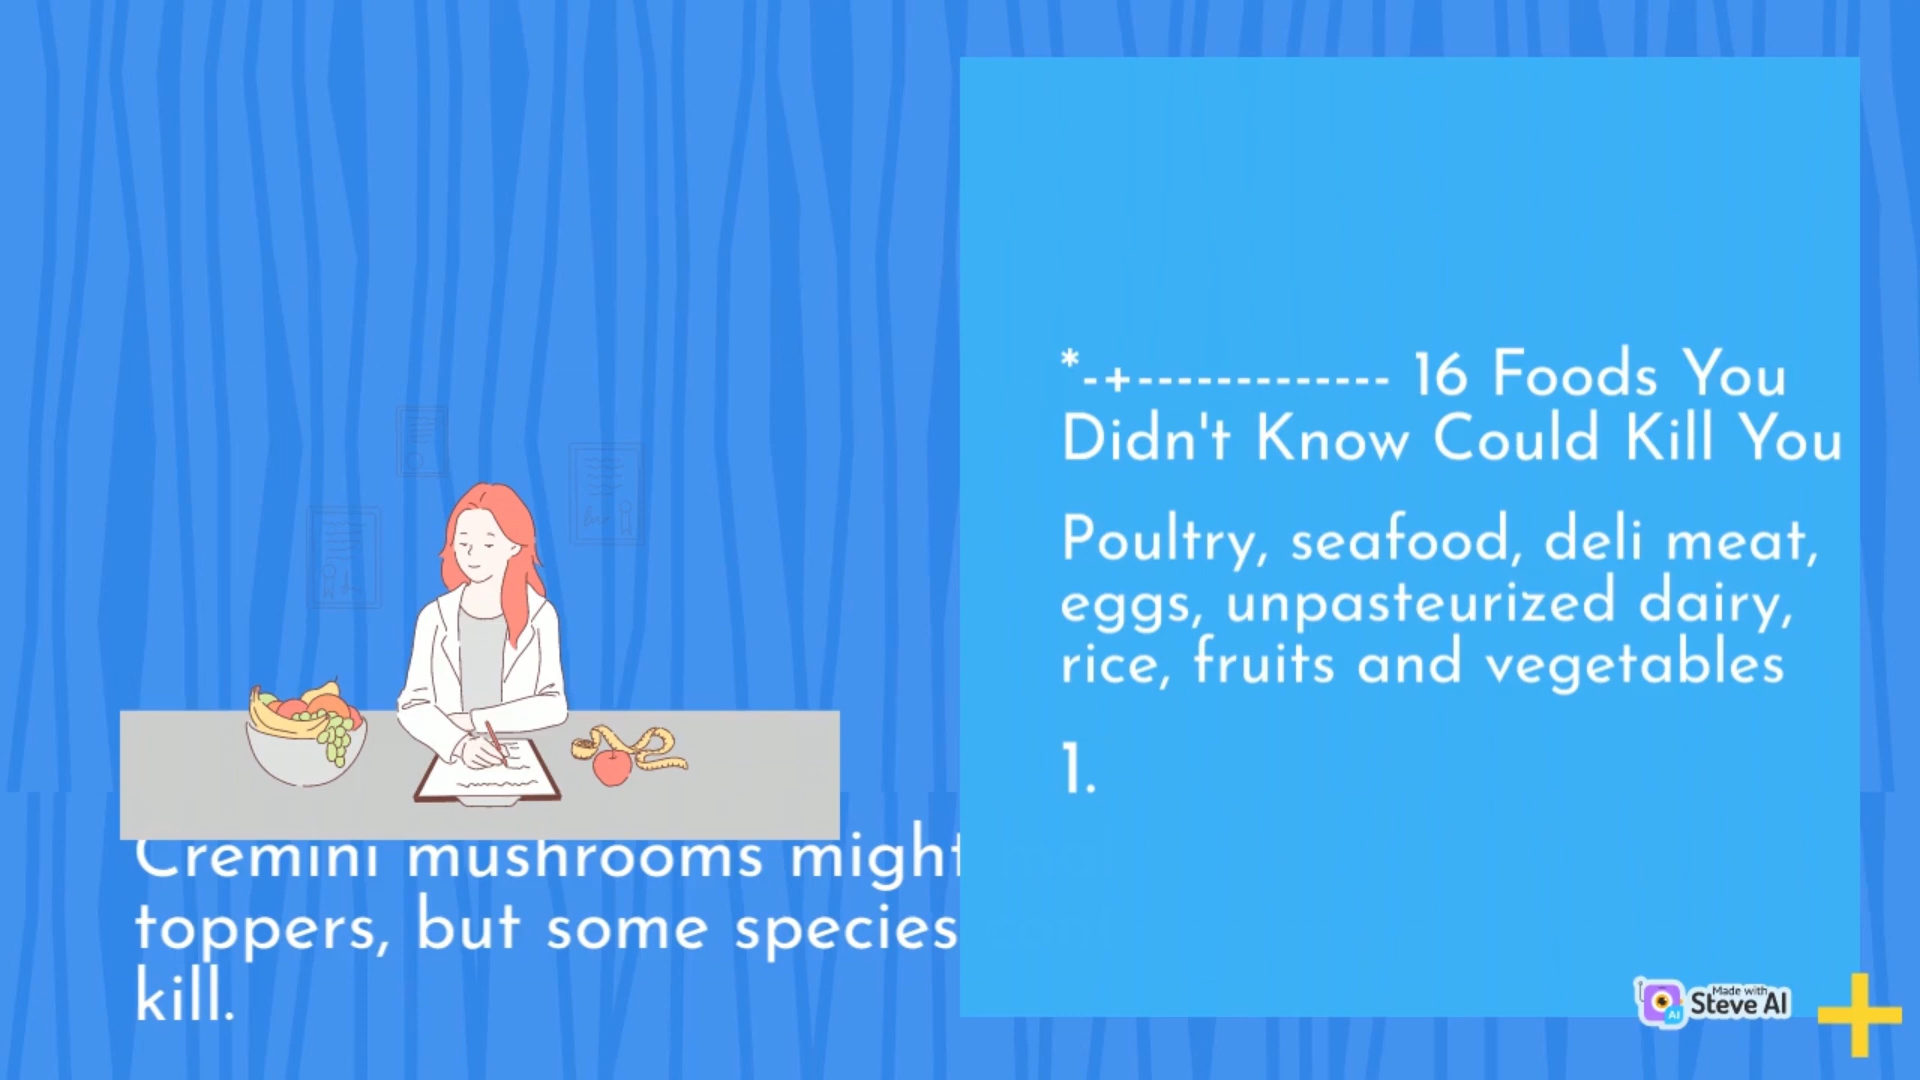 *-+------------- 16 Foods You
Didn't Know Could Kill You
Poultry, seafood, deli meat,
eggs, unpasteurized dairy,
rice, fruits and vegetables
1.
Cremini mushrooms might
toppers, but some species
kill.
Made with
Steve AI
AI